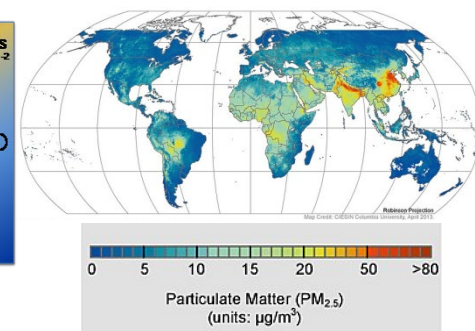 s
-2
)
Robinson Projection
Map Credit: CIESIN Columbia University, April 2013.
0 5 10 15 20 50 >80
Particulate Matter (PM2.5)
(units: µg/m³)